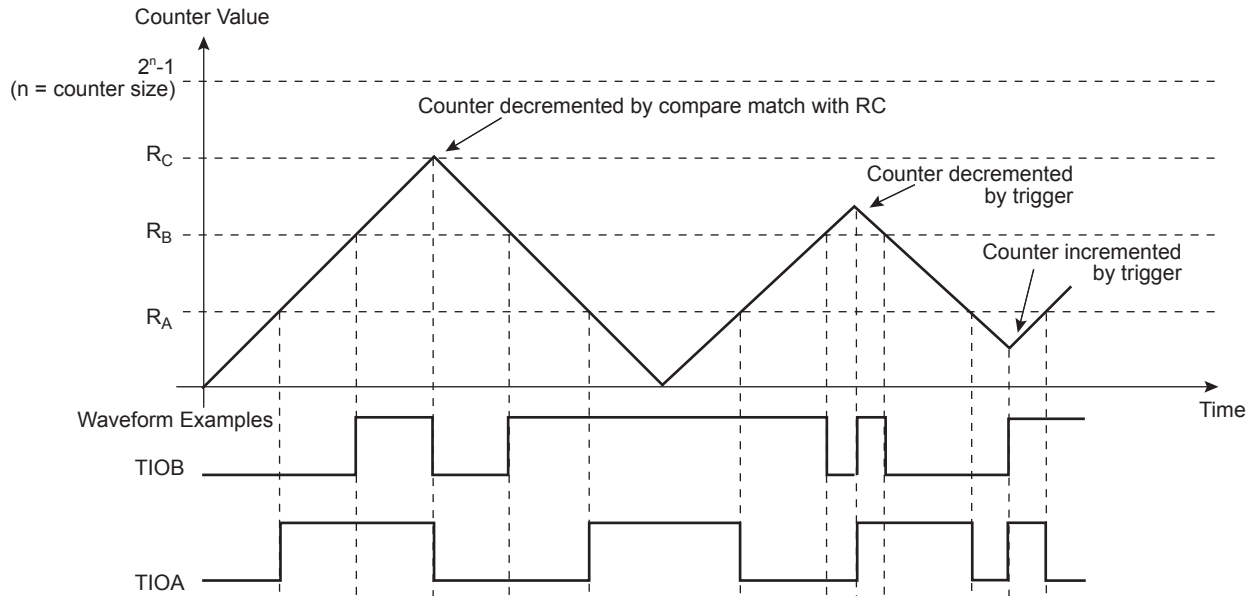 Counter Value
2ⁿ-1
(n = counter size)
Counter decremented by compare match with RC
R_C
Counter decremented
by trigger
R_B
Counter incremented
by trigger
R_A
Time
Waveform Examples
TIOB
TIOA